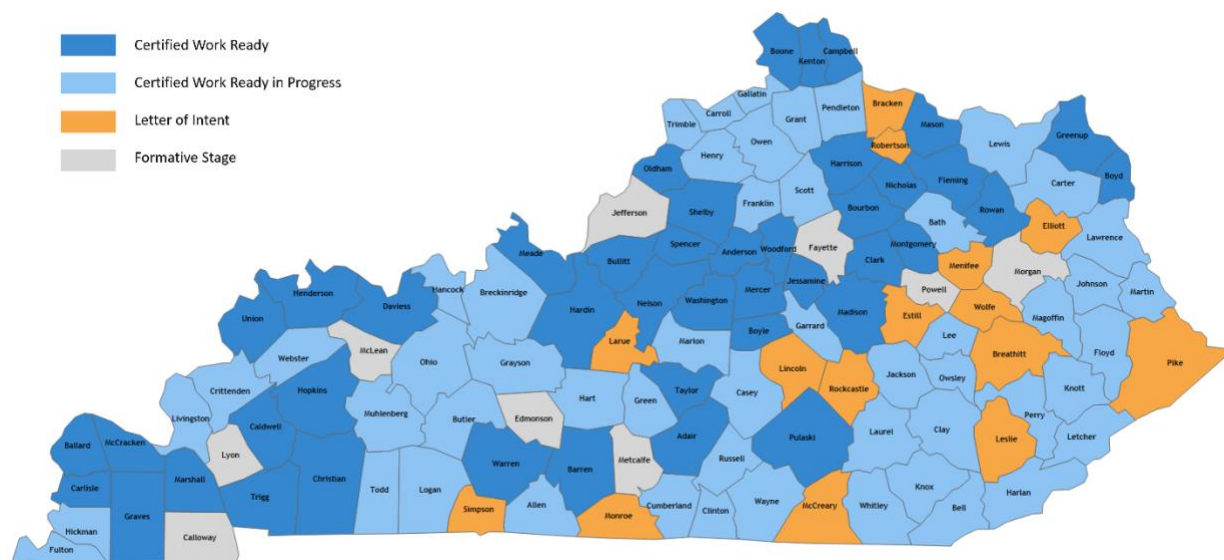 Certified Work Ready
Certified Work Ready in Progress
Letter of Intent
Formative Stage
Boone
Kenton
Campbell
Gallatin
Carroll
Trimble
Grant
Pendleton
Bracken
Mason
Robertson
Lewis
Greenup
Boyd
Carter
Owen
Henry
Oldham
Harrison
Nicholas
Fleming
Rowan
Scott
Franklin
Shelby
Jefferson
Bourbon
Bath
Elliott
Lawrence
Spencer
Anderson
Woodford
Fayette
Clark
Montgomery
Menifee
Morgan
Johnson
Martin
Meade
Bullitt
Nelson
Washington
Mercer
Jessamine
Madison
Powell
Estill
Wolfe
Magoffin
Floyd
Pike
Hancock
Breckinridge
Hardin
Larue
Marion
Boyle
Garrard
Lee
Breathitt
Henderson
Daviess
Union
Webster
McLean
Ohio
Grayson
Hart
Green
Taylor
Casey
Lincoln
Rockcastle
Jackson
Owsley
Knott
Perry
Letcher
Crittenden
Livingston
Hopkins
Muhlenberg
Butler
Edmonson
Adair
Pulaski
Laurel
Clay
Leslie
Caldwell
Lyon
Warren
Barren
Metcalfe
Russell
Harlan
Ballard
McCracken
Marshall
Carlisle
Graves
Trigg
Christian
Todd
Logan
Simpson
Allen
Monroe
Cumberland
Clinton
Wayne
McCreary
Whitley
Knox
Bell
Hickman
Fulton
Calloway